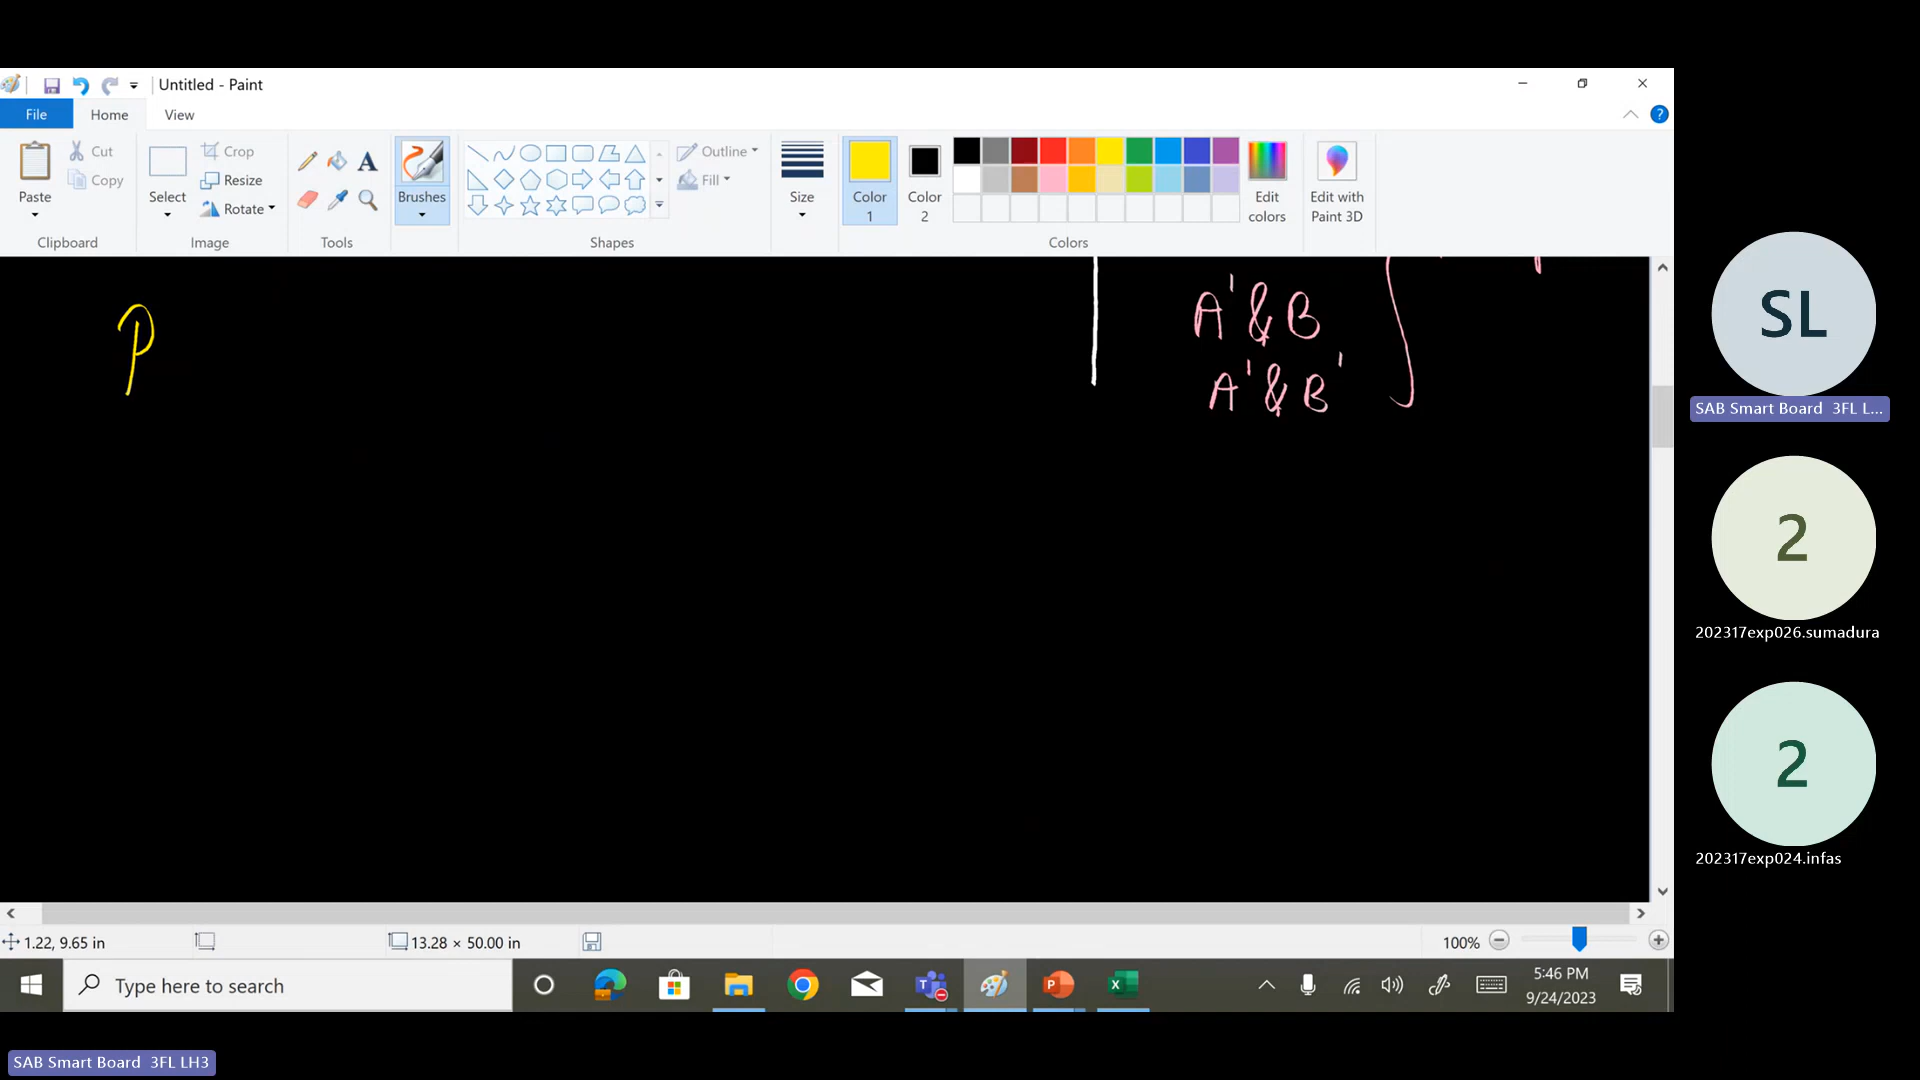 Untitled - Paint
File Home View
Cut
Copy
Paste
Clipboard
Crop
Resize
Rotate
Select
Image
Tools
Brushes
Shapes
Outline
Fill
Size
Color 1
Color 2
Edit colors
Edit with Paint 3D
Colors
P
A'&B
A'&B'
1.22, 9.65 in
13.28 × 50.00 in
100%
Type here to search
5:46 PM
9/24/2023
SL
SAB Smart Board 3FL L...
2
202317exp026.sumadura
2
202317exp024.infas
SAB Smart Board 3FL LH3